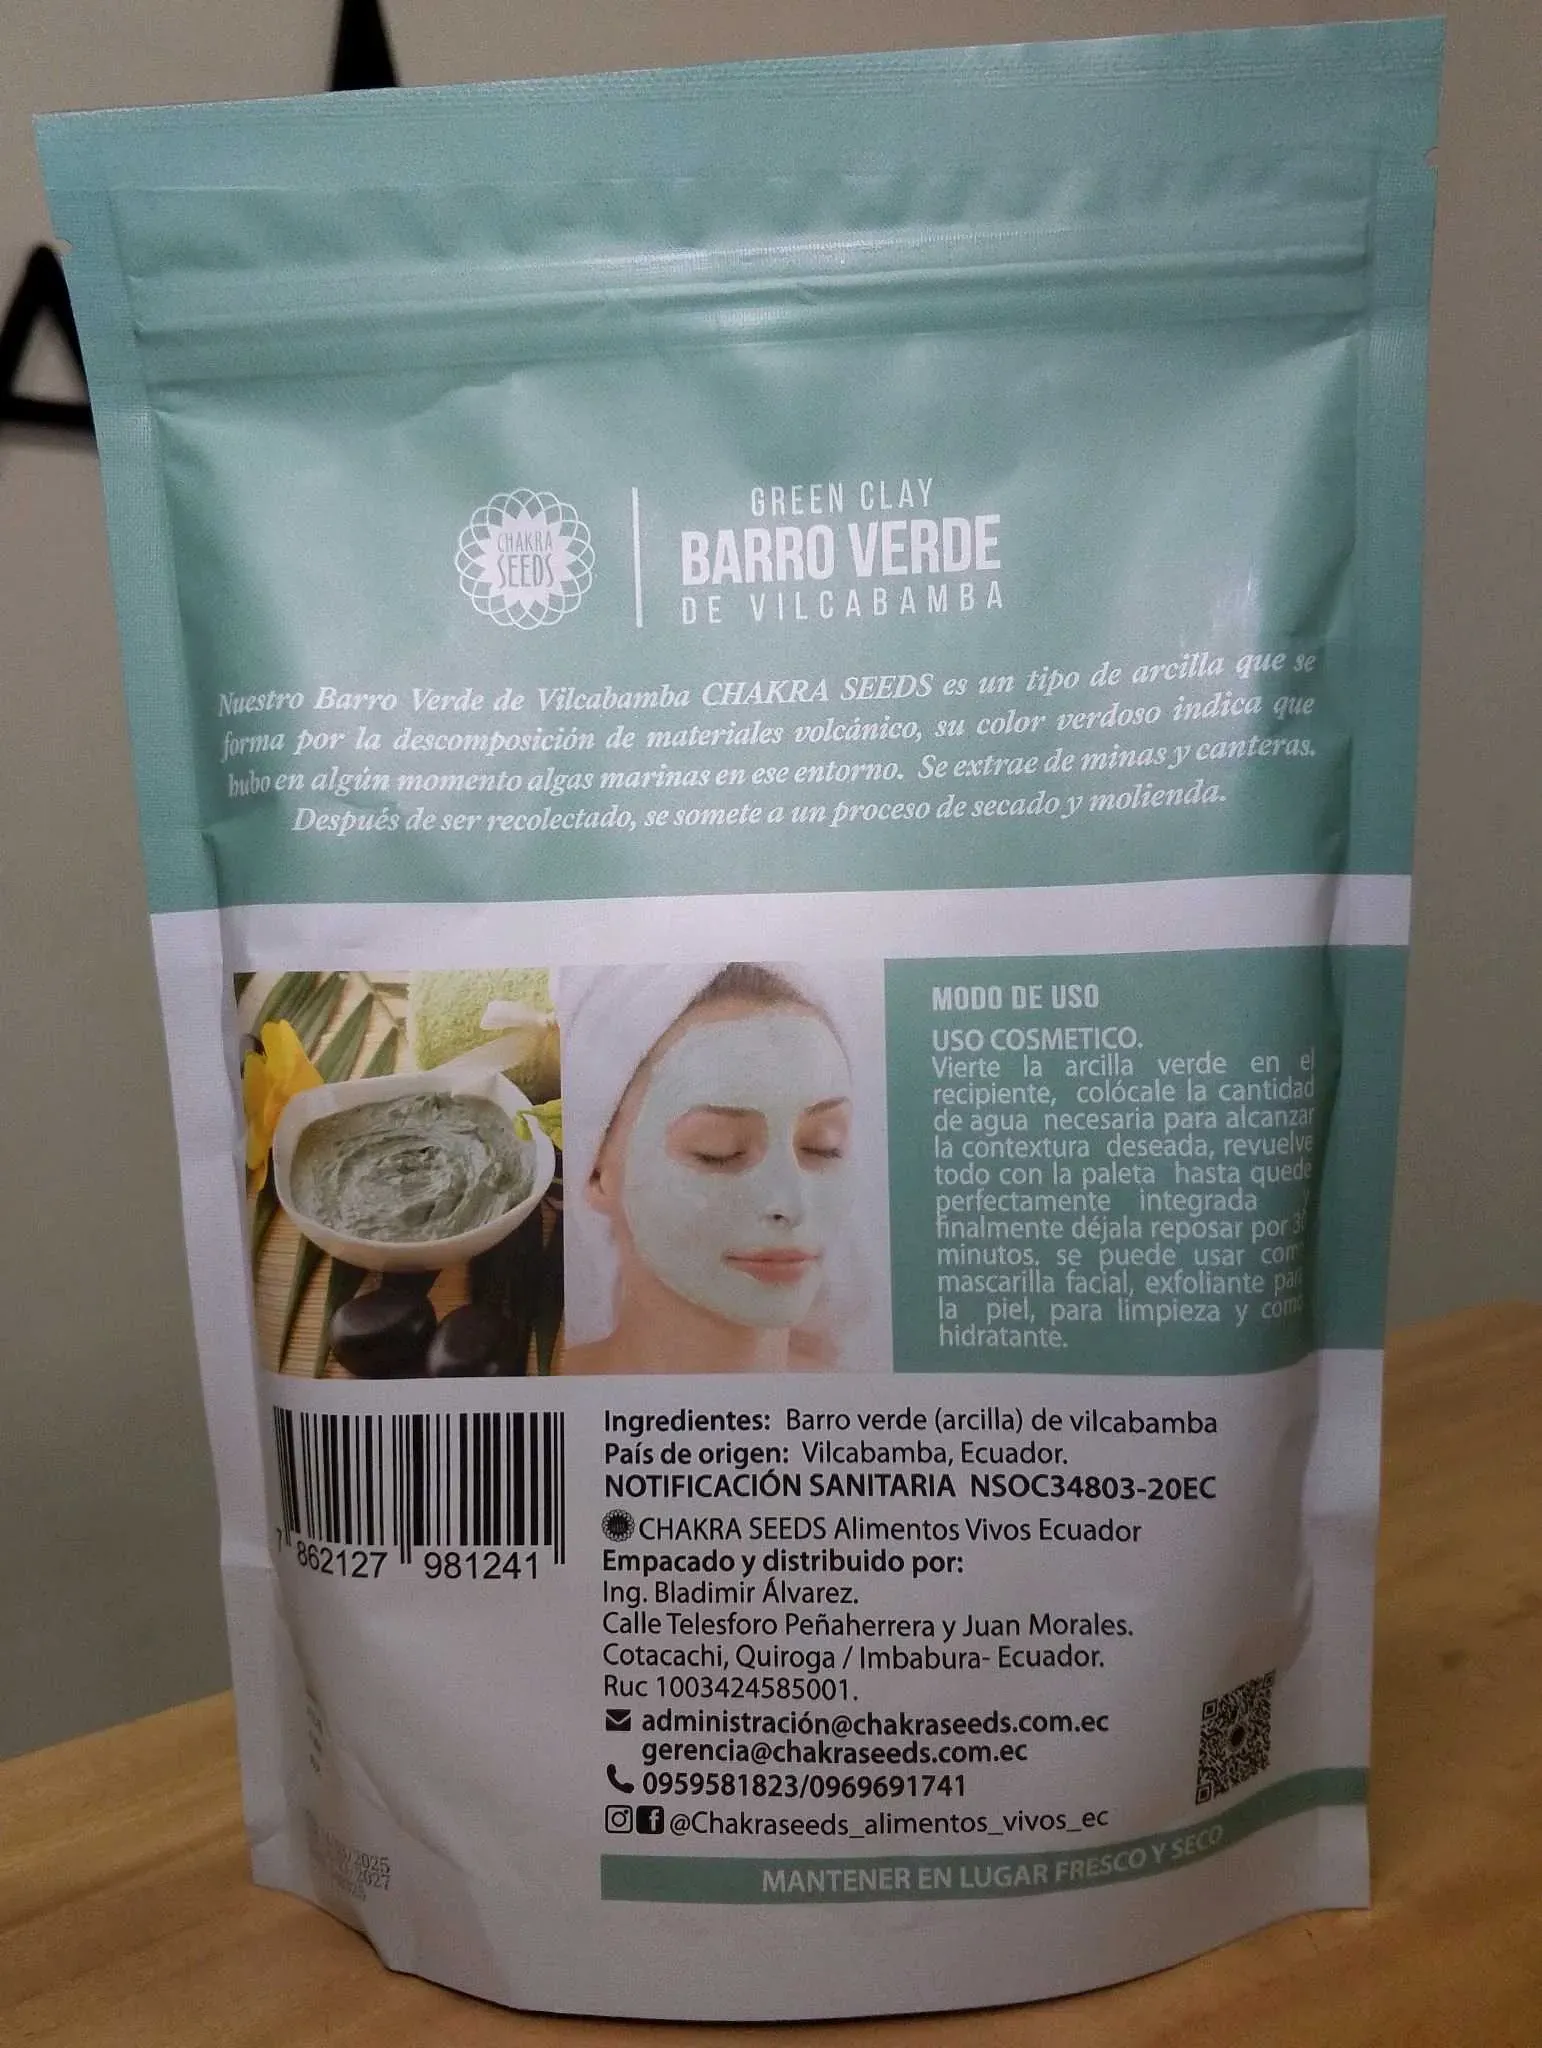 CHAKRA
SEEDS
GREEN CLAY
BARRO VERDE
DE VILCABAMBA
Nuestro Barro Verde de Vilcabamba CHAKRA SEEDS es un tipo de arcilla que se
forma por la descomposición de materiales volcánico, su color verdoso indica que
hubo en algún momento algas marinas en ese entorno. Se extrae de minas y canteras.
Después de ser recolectado, se somete a un proceso de secado y molienda.
MODO DE USO
USO COSMETICO.
Vierte la arcilla verde en el
recipiente, colócale la cantidad
de agua necesaria para alcanzar
la contextura deseada, revuelve
todo con la paleta hasta quede
perfectamente integrada y
finalmente déjala reposar por
minutos, se puede usar como
mascarilla facial, exfoliante para
la piel, para limpieza y como
hidratante.
Ingredientes: Barro verde (arcilla) de vilcabamba
País de origen: Vilcabamba, Ecuador.
NOTIFICACIÓN SANITARIA NSOC34803-20EC
CHAKRA SEEDS Alimentos Vivos Ecuador
Empacado y distribuido por:
Ing. Bladimir Álvarez.
Calle Telesforo Peñaherrera y Juan Morales.
Cotacachi, Quiroga / Imbabura- Ecuador.
Ruc 1003424585001.
administración@chakraseeds.com.ec
gerencia@chakraseeds.com.ec
0959581823/0969691741
@Chakraseeds_alimentos_vivos_ec
MANTENER EN LUGAR FRESCO Y SECO
7 862127 981241
/2025
/2027